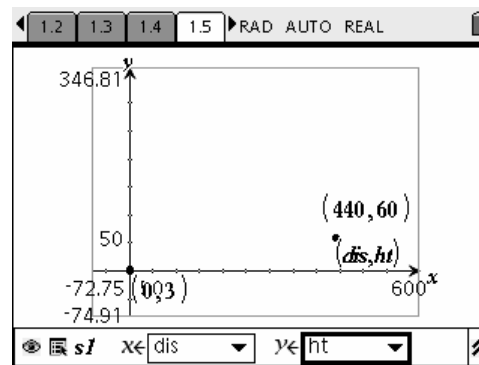 1.2 1.3 1.4 1.5 RAD AUTO REAL
346.81 y
(440,60)
50
(dis,ht)
-72.75 (0,3) 600 x
-74.91
s1 x← dis y← ht